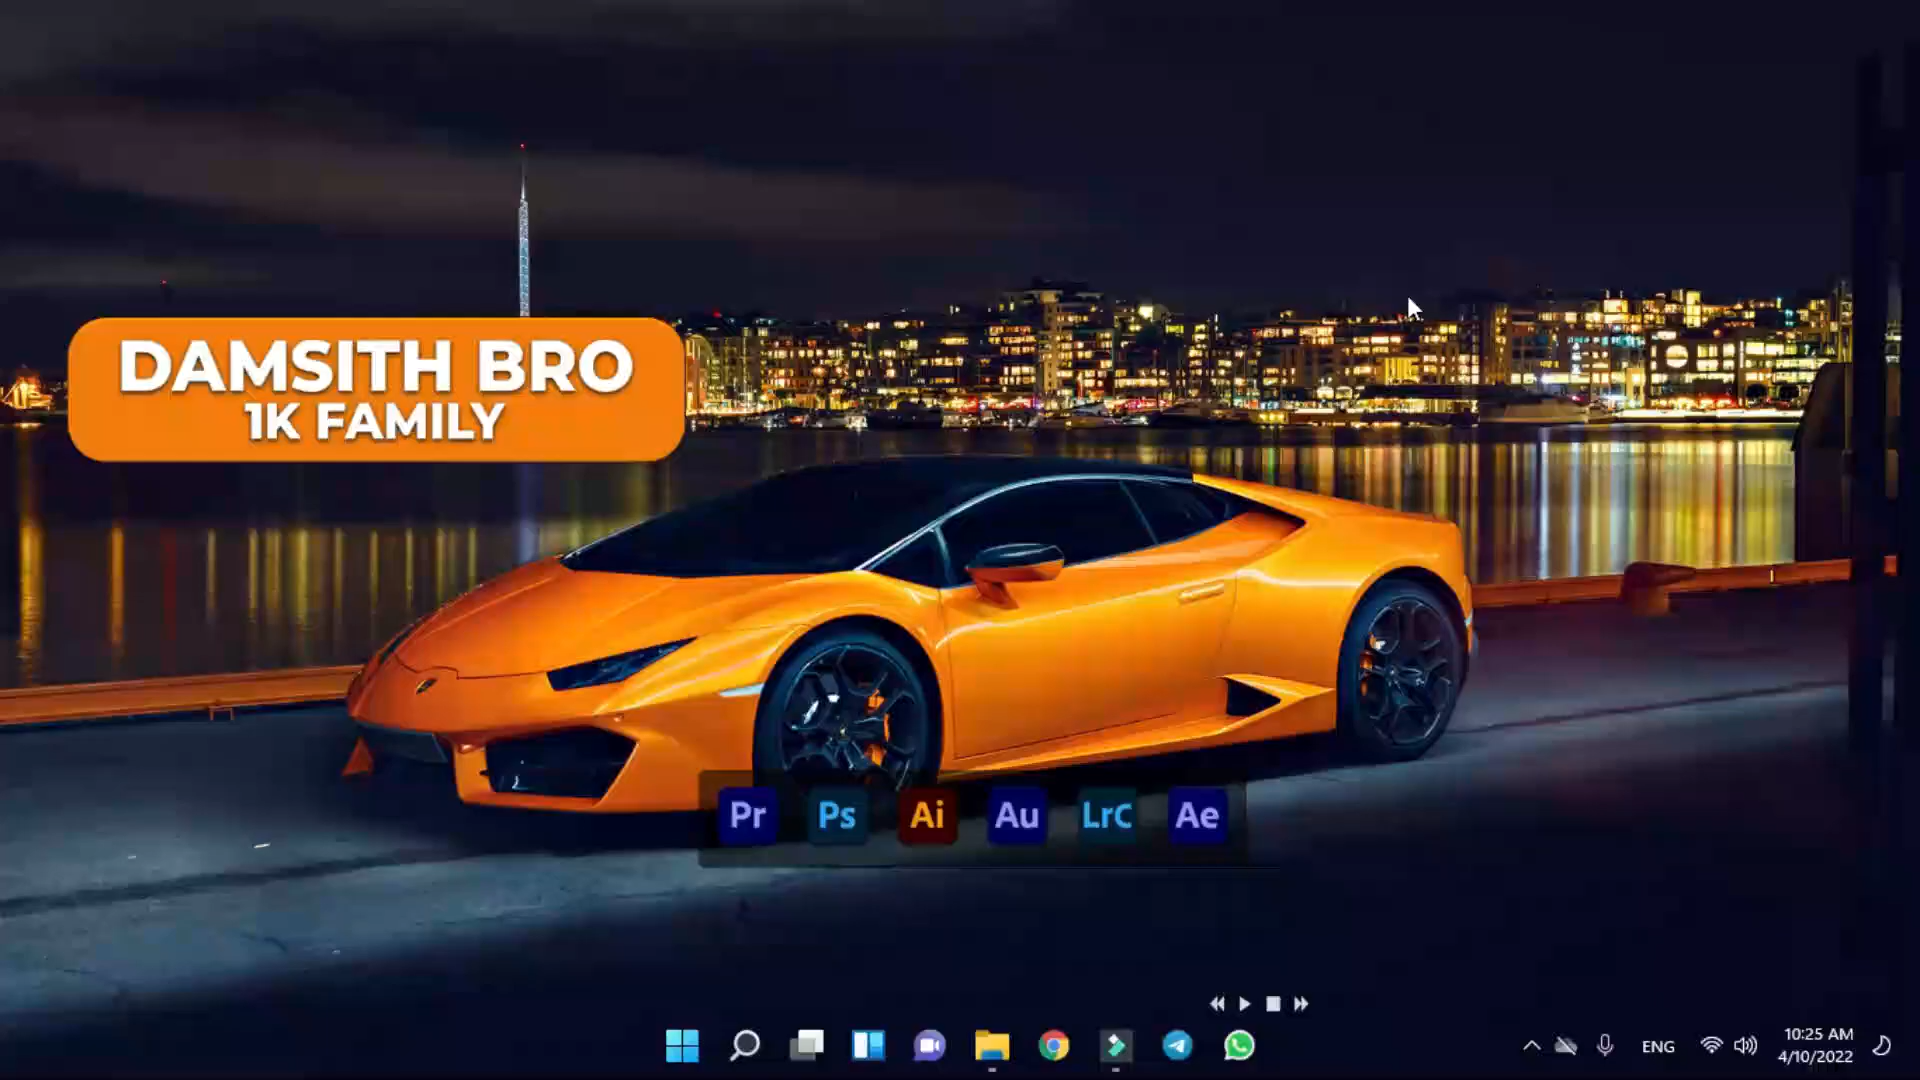 DAMSITH BRO
1K FAMILY
Pr Ps Ai Au LrC Ae
ENG
10:25 AM
4/10/2022